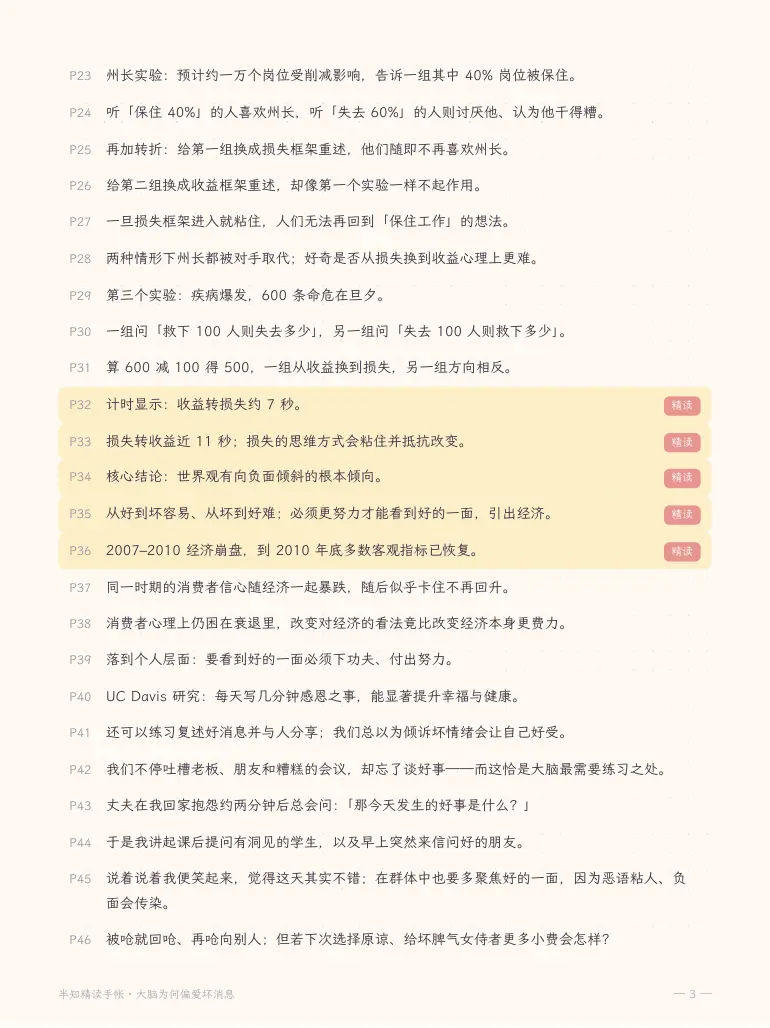 P23 州长实验：预计约一万个岗位受削减影响，告诉一组其中 40% 岗位被保住。
P24 听「保住 40%」的人喜欢州长，听「失去 60%」的人则讨厌他、认为他干得糟。
P25 再加转折：给第一组换成损失框架重述，他们随即不再喜欢州长。
P26 给第二组换成收益框架重述，却像第一个实验一样不起作用。
P27 一旦损失框架进入就粘住，人们无法再回到「保住工作」的想法。
P28 两种情形下州长都被对手取代；好奇是否从损失换到收益心理上更难。
P29 第三个实验：疾病爆发，600 条命危在旦夕。
P30 一组问「救下 100 人则失去多少」，另一组问「失去 100 人则救下多少」。
P31 算 600 减 100 得 500，一组从收益换到损失，另一组方向相反。
P32 计时显示：收益转损失约 7 秒。 精读
P33 损失转收益近 11 秒；损失的思维方式会粘住并抵抗改变。 精读
P34 核心结论：世界观有向负面倾斜的根本倾向。 精读
P35 从好到坏容易、从坏到好难；必须更努力才能看到好的一面，引出经济。 精读
P36 2007–2010 经济崩盘，到 2010 年底多数客观指标已恢复。 精读
P37 同一时期的消费者信心随经济一起暴跌，随后似乎卡住不再回升。
P38 消费者心理上仍困在衰退里，改变对经济的看法竟比改变经济本身更费力。
P39 落到个人层面：要看到好的一面必须下功夫、付出努力。
P40 UC Davis 研究：每天写几分钟感恩之事，能显著提升幸福与健康。
P41 还可以练习复述好消息并与人分享；我们总以为倾诉坏情绪会让自己好受。
P42 我们不停吐槽老板、朋友和糟糕的会议，却忘了谈好事——而这恰是大脑最需要练习之处。
P43 丈夫在我回家抱怨约两分钟后总会问：「那今天发生的好事是什么？」
P44 于是我讲起课后提问有洞见的学生，以及早上突然来信问好的朋友。
P45 说着说着我便笑起来，觉得这天其实不错；在群体中也要多聚焦好的一面，因为恶语粘人、负
面会传染。
P46 被呛就回呛、再呛向别人；但若下次选择原谅、给坏脾气女侍者更多小费会怎样？
半知精读手帐・大脑为何偏爱坏消息 — 3 —